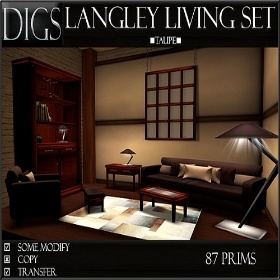 DIGS LANGLEY LIVING SET
■TAUPE■
SOME MODIFY
COPY
TRANSFER
87 PRIMS